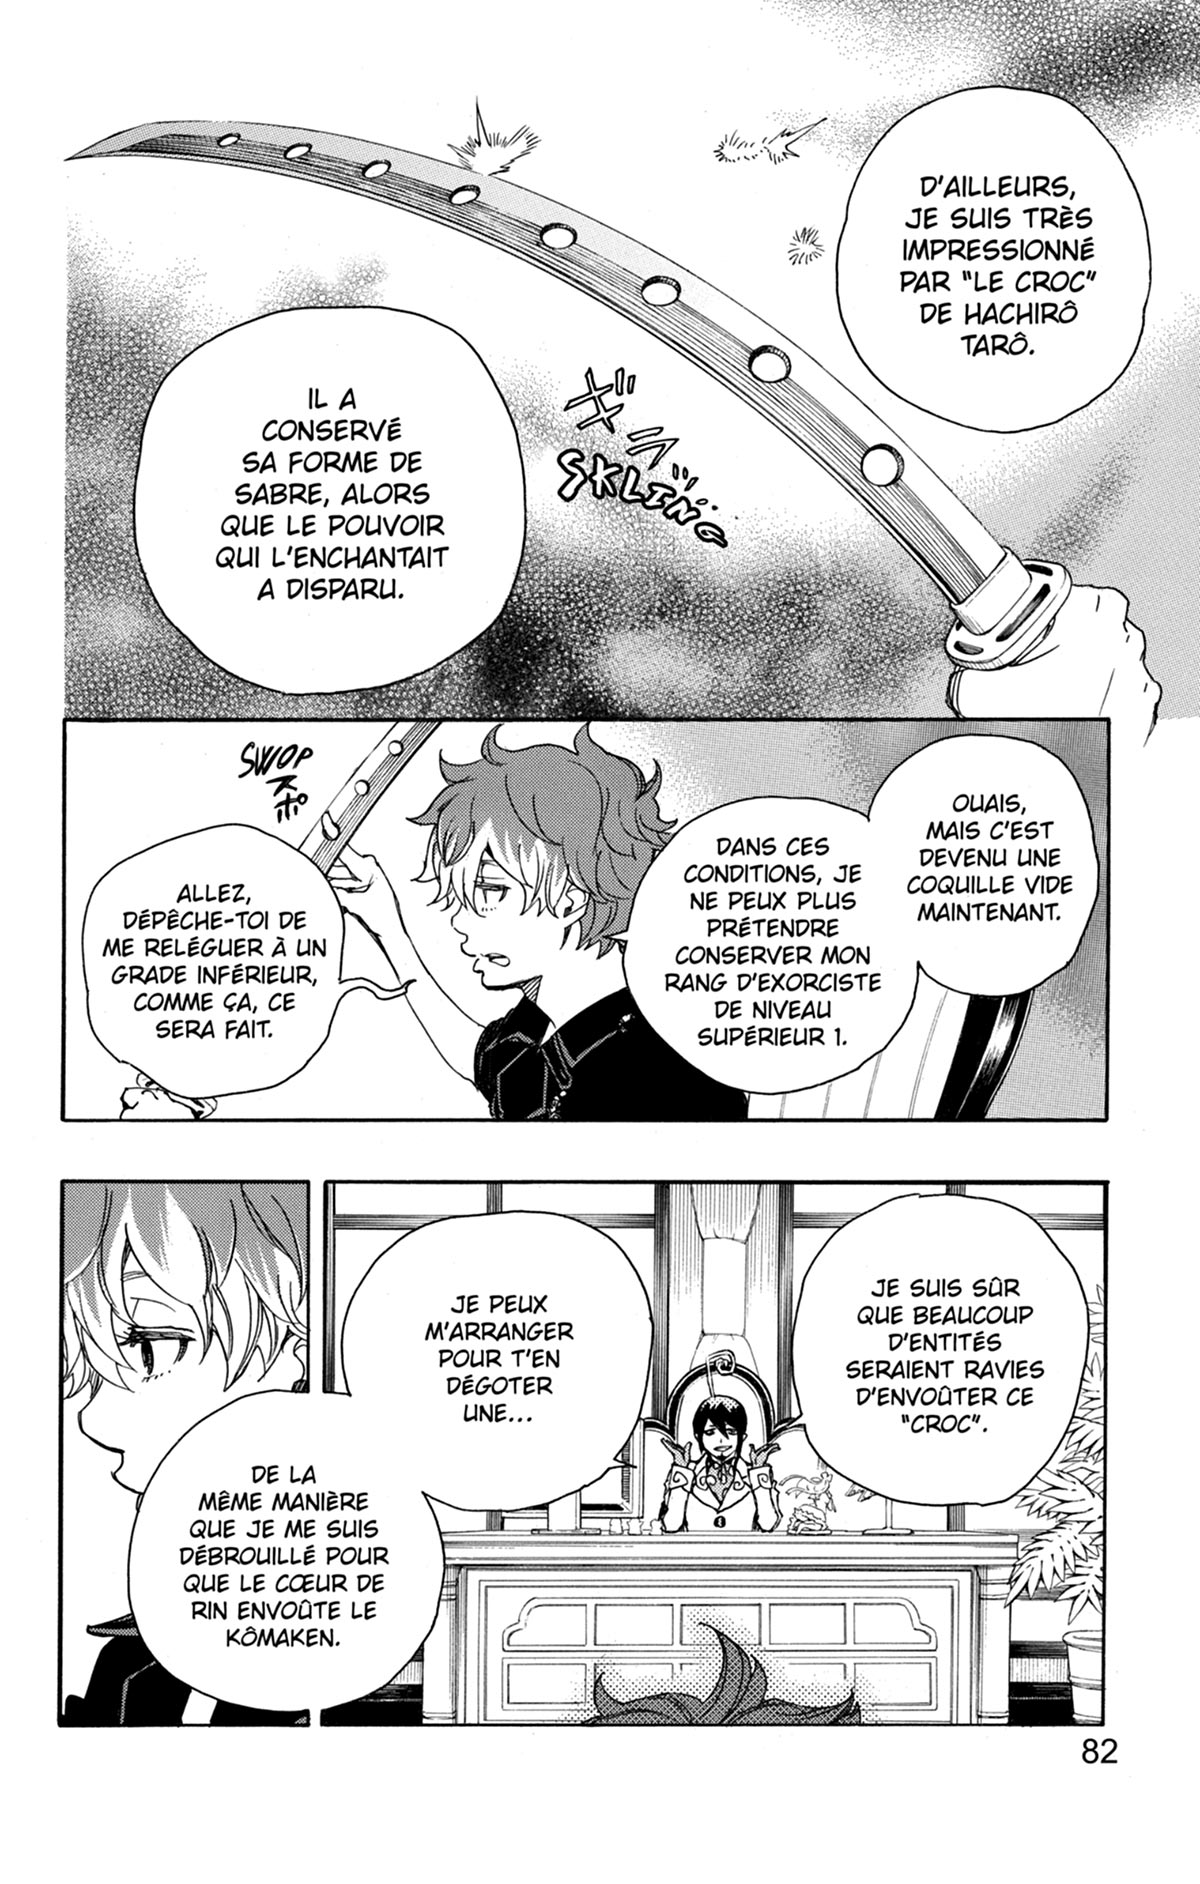 D'AILLEURS,
JE SUIS TRÈS
IMPRESSIONNÉ
PAR "LE CROC"
DE HACHIRÔ
TARÔ.
IL A
CONSERVÉ
SA FORME DE
SABRE, ALORS
QUE LE POUVOIR
QUI L'ENCHANTAIT
A DISPARU.
ギラ
SKLING
OUAIS,
MAIS C'EST
DEVENU UNE
COQUILLE VIDE
MAINTENANT.
DANS CES
CONDITIONS, JE
NE PEUX PLUS
PRÉTENDRE
CONSERVER MON
RANG D'EXORCISTE
DE NIVEAU
SUPÉRIEUR 1.
SWOP
スポ
ALLEZ,
DÉPÊCHE-TOI DE
ME RELÉGUER À UN
GRADE INFÉRIEUR,
COMME ÇA, CE
SERA FAIT.
JE SUIS SÛR
QUE BEAUCOUP
D'ENTITÉS
SERAIENT RAVIES
D'ENVOÛTER CE
"CROC".
JE PEUX
M'ARRANGER
POUR T'EN
DÉGOTER
UNE...
DE LA
MÊME MANIÈRE
QUE JE ME SUIS
DÉBROUILLÉ POUR
QUE LE CŒUR DE
RIN ENVOÛTE LE
KÔMAKEN.
82